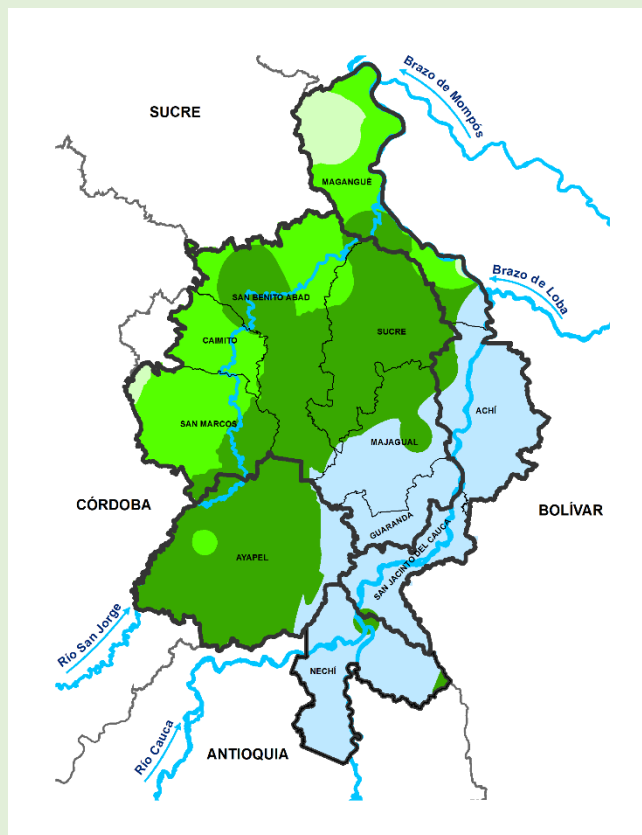 Brazo de Mompós
SUCRE
MAGANGUÉ
Brazo de Loba
SAN BENITO ABAD
SUCRE
CAIMITO
ACHÍ
SAN MARCOS
MAJAGUAL
CÓRDOBA
BOLÍVAR
GUARANDA
AYAPEL
SAN JACINTO DEL CAUCA
Río San Jorge
NECHÍ
Río Cauca
ANTIOQUIA